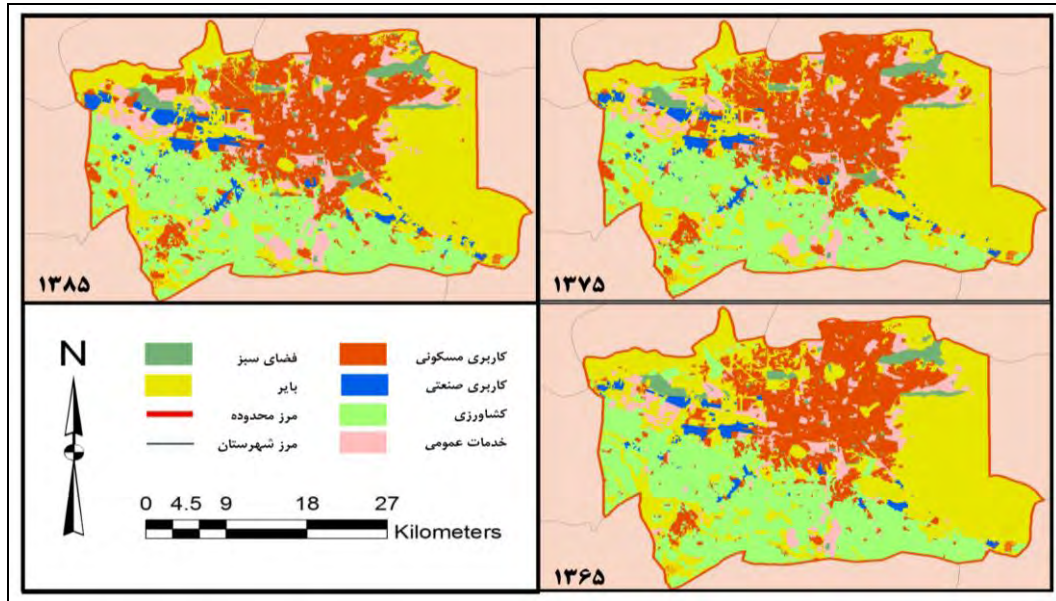 ۱۳۸۵
۱۳۷۵
N
کاربری مسکونی
فضای سبز
کاربری صنعتی
بایر
کشاورزی
مرز محدوده
خدمات عمومی
مرز شهرستان
0 4.5 9 18 27
Kilometers
۱۳۶۵